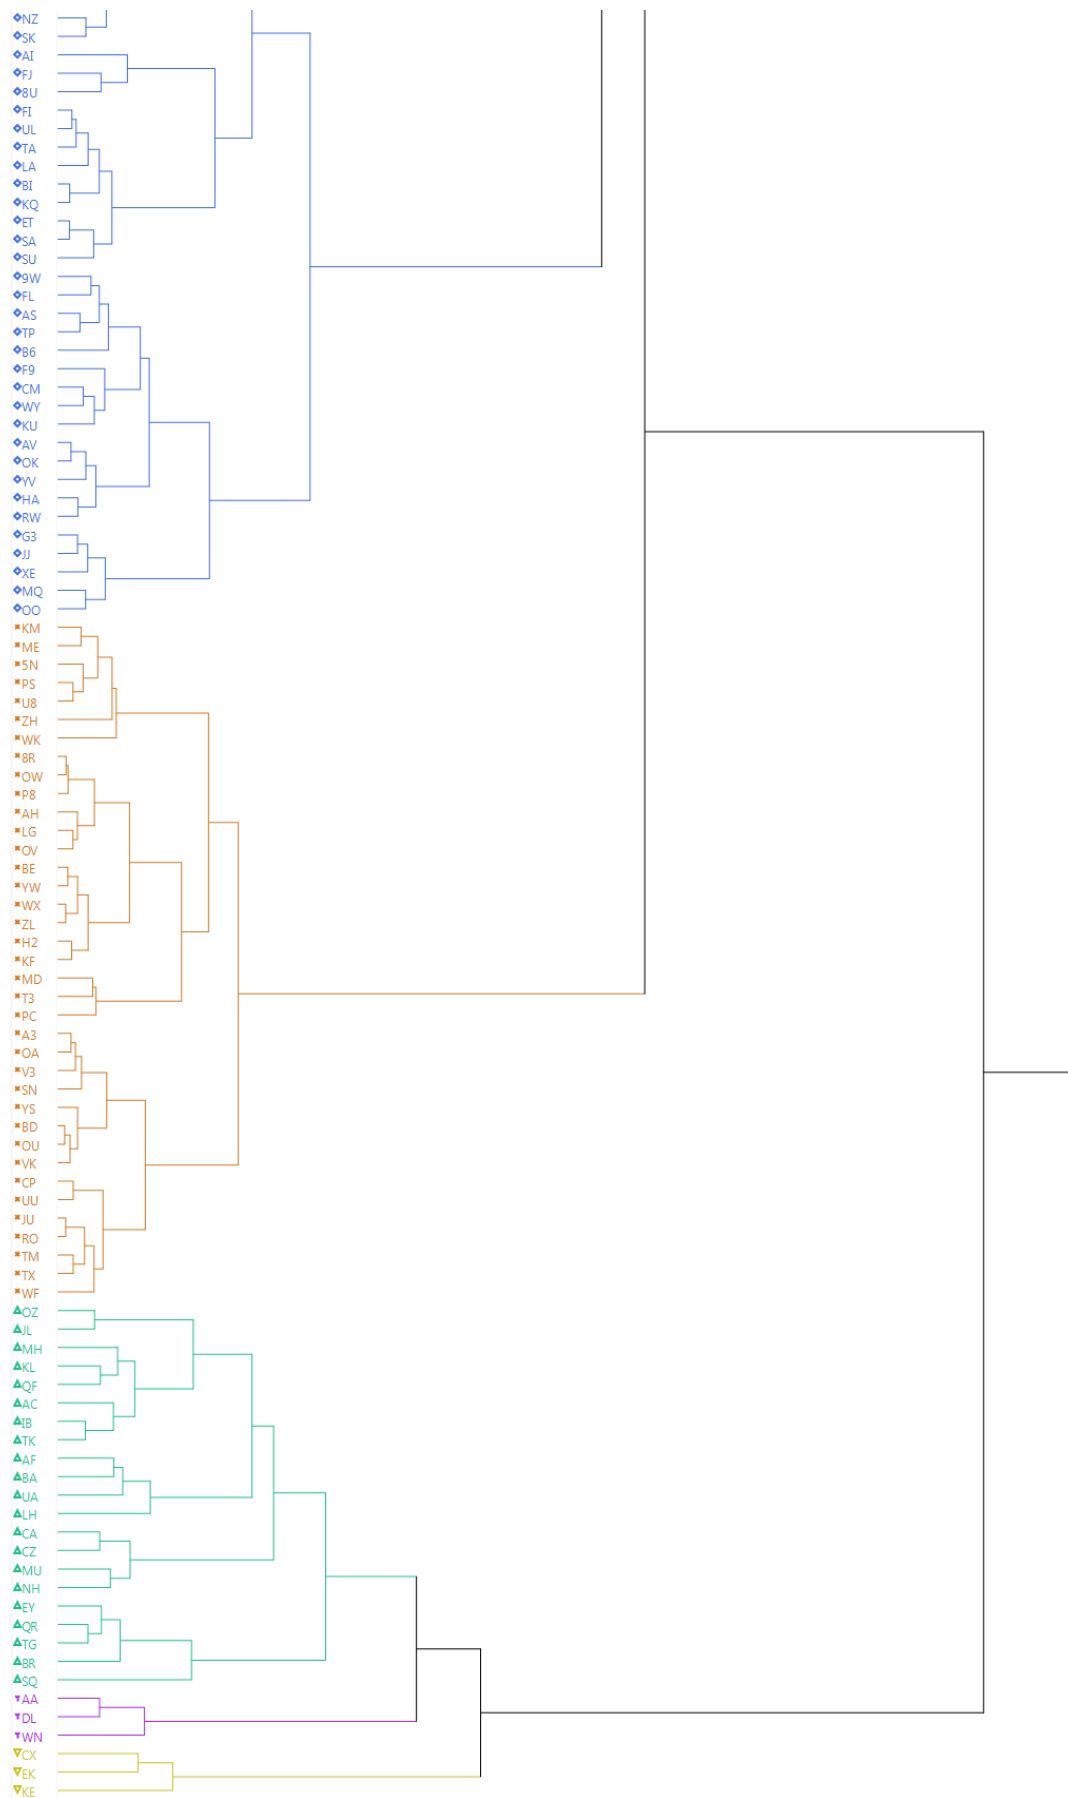 NZ
SK
AI
FJ
8U
FI
UL
TA
LA
BI
KQ
ET
SA
SU
9W
FL
AS
TP
B6
F9
CM
WY
KU
AV
OK
YV
HA
RW
G3
JJ
XE
MQ
OO
KM
ME
5N
PS
U8
ZH
WK
8R
OW
P8
AH
LG
OV
BE
YW
WX
ZL
H2
KF
MD
T3
PC
A3
OA
V3
SN
YS
BD
OU
VK
CP
UU
JU
RO
TM
TX
WF
OZ
JL
MH
KL
QF
AC
IB
TK
AF
BA
UA
LH
CA
CZ
MU
NH
EY
QR
TG
BR
SQ
AA
DL
WN
CX
EK
KE